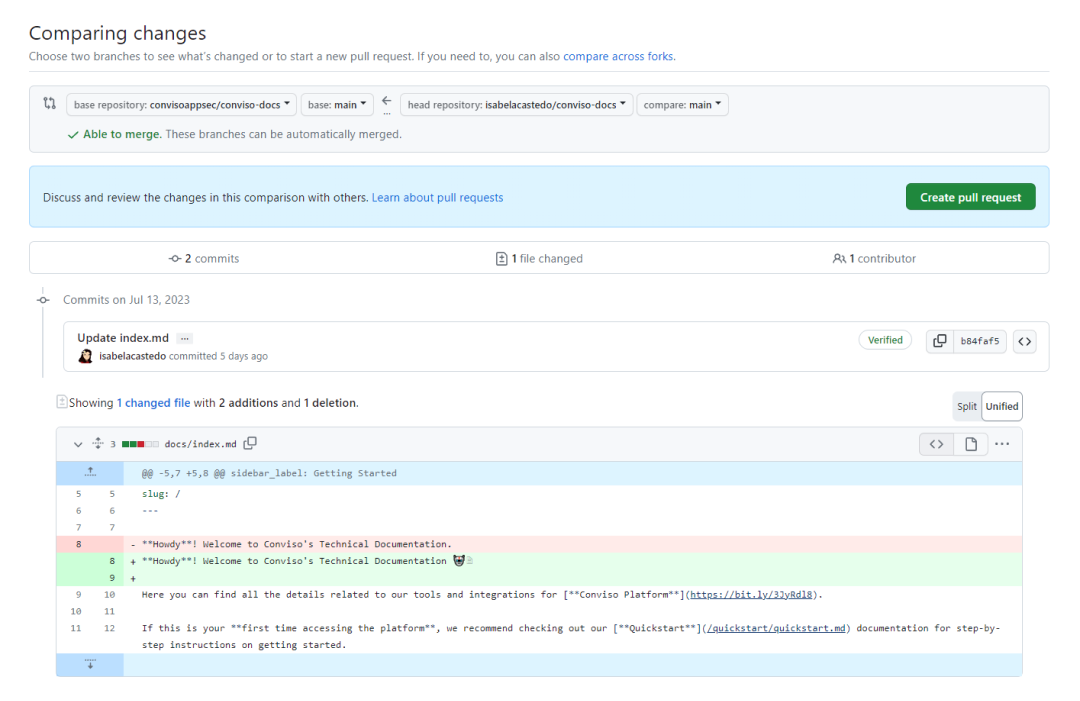 Comparing changes
Choose two branches to see what's changed or to start a new pull request. If you need to, you can also compare across forks.
base repository: convisoappsec/conviso-docs base: main ← ... head repository: isabelacastedo/conviso-docs compare: main
✓ Able to merge. These branches can be automatically merged.
Discuss and review the changes in this comparison with others. Learn about pull requests Create pull request
2 commits 1 file changed 1 contributor
Commits on Jul 13, 2023
Update index.md ...
isabelacastedo committed 5 days ago Verified b84faf5 <>
Showing 1 changed file with 2 additions and 1 deletion. Split Unified
3 docs/index.md <> ...
@@ -5,7 +5,8 @@ sidebar_label: Getting Started
5 5 slug: /
6 6 ---
7 7
8 - **Howdy**! Welcome to Conviso's Technical Documentation.
8 + **Howdy**! Welcome to Conviso's Technical Documentation
9 +
9 10 Here you can find all the details related to our tools and integrations for [**Conviso Platform**](https://bit.ly/3JyRdl8).
10 11
11 12 If this is your **first time accessing the platform**, we recommend checking out our [**Quickstart**](/quickstart/quickstart.md) documentation for step-by-
step instructions on getting started.